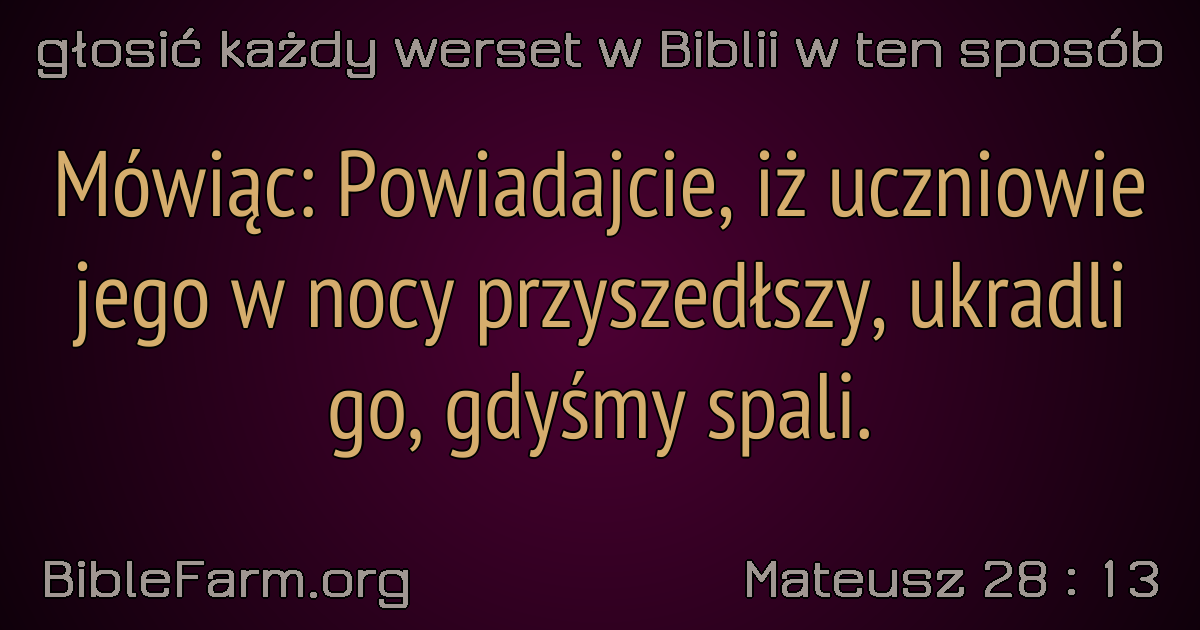 głosić każdy werset w Biblii w ten sposób
Mówiąc: Powiadajcie, iż uczniowie
jego w nocy przyszedłszy, ukradli
go, gdyśmy spali.
BibleFarm.org
Mateusz 28 : 13